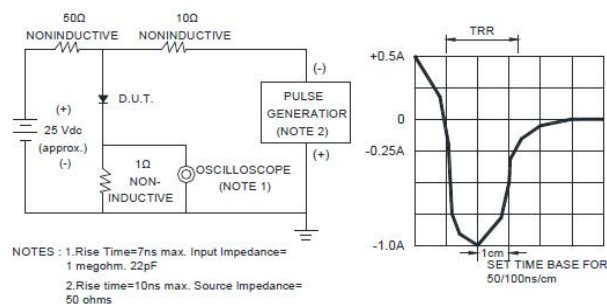 50Ω
NONINDUCTIVE
10Ω
NONINDUCTIVE
(+)
25 Vdc
(approx.)
(-)
D.U.T.
1Ω
NON-
INDUCTIVE
OSCILLOSCOPE
(NOTE 1)
(-)
PULSE
GENERATIOR
(NOTE 2)
(+)
NOTES : 1.Rise Time=7ns max. Input Impedance=
1 megohm. 22pF
2.Rise time=10ns max. Source Impedance=
50 ohms
TRR
+0.5A
0
-0.25A
-1.0A
1cm
SET TIME BASE FOR
50/100ns/cm